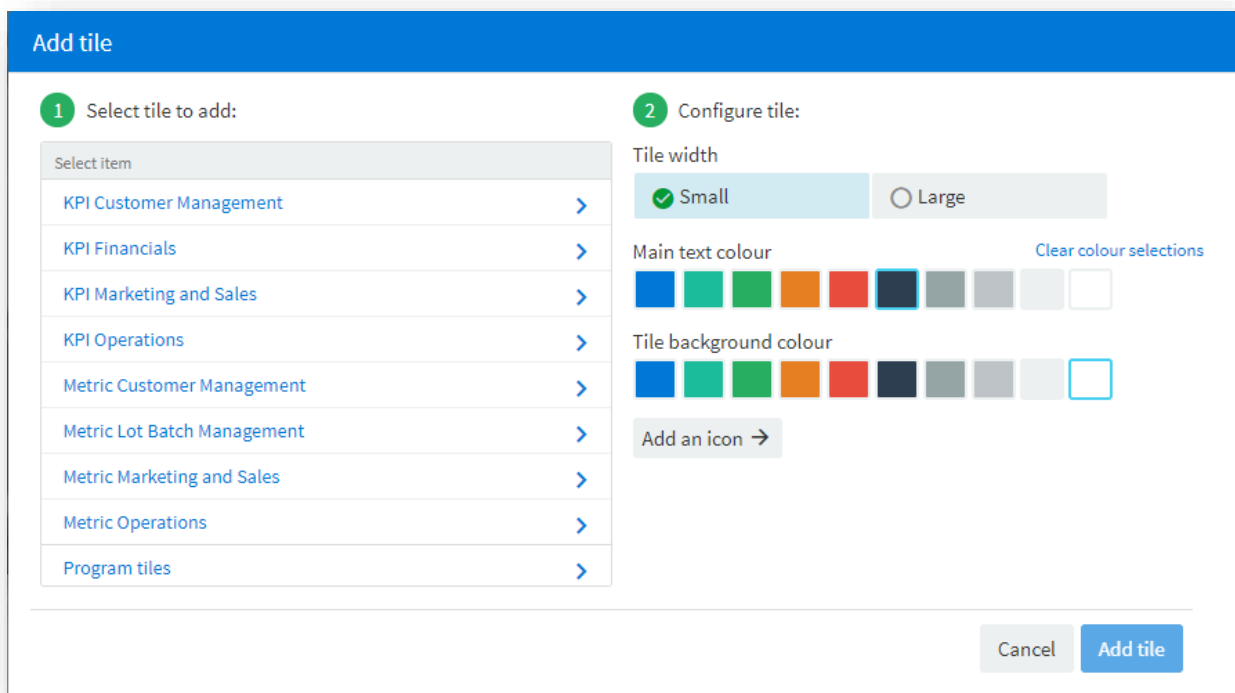 Add tile
1 Select tile to add:
Select item
KPI Customer Management
KPI Financials
KPI Marketing and Sales
KPI Operations
Metric Customer Management
Metric Lot Batch Management
Metric Marketing and Sales
Metric Operations
Program tiles
2 Configure tile:
Tile width
Small
Large
Main text colour
Clear colour selections
Tile background colour
Add an icon →
Cancel
Add tile